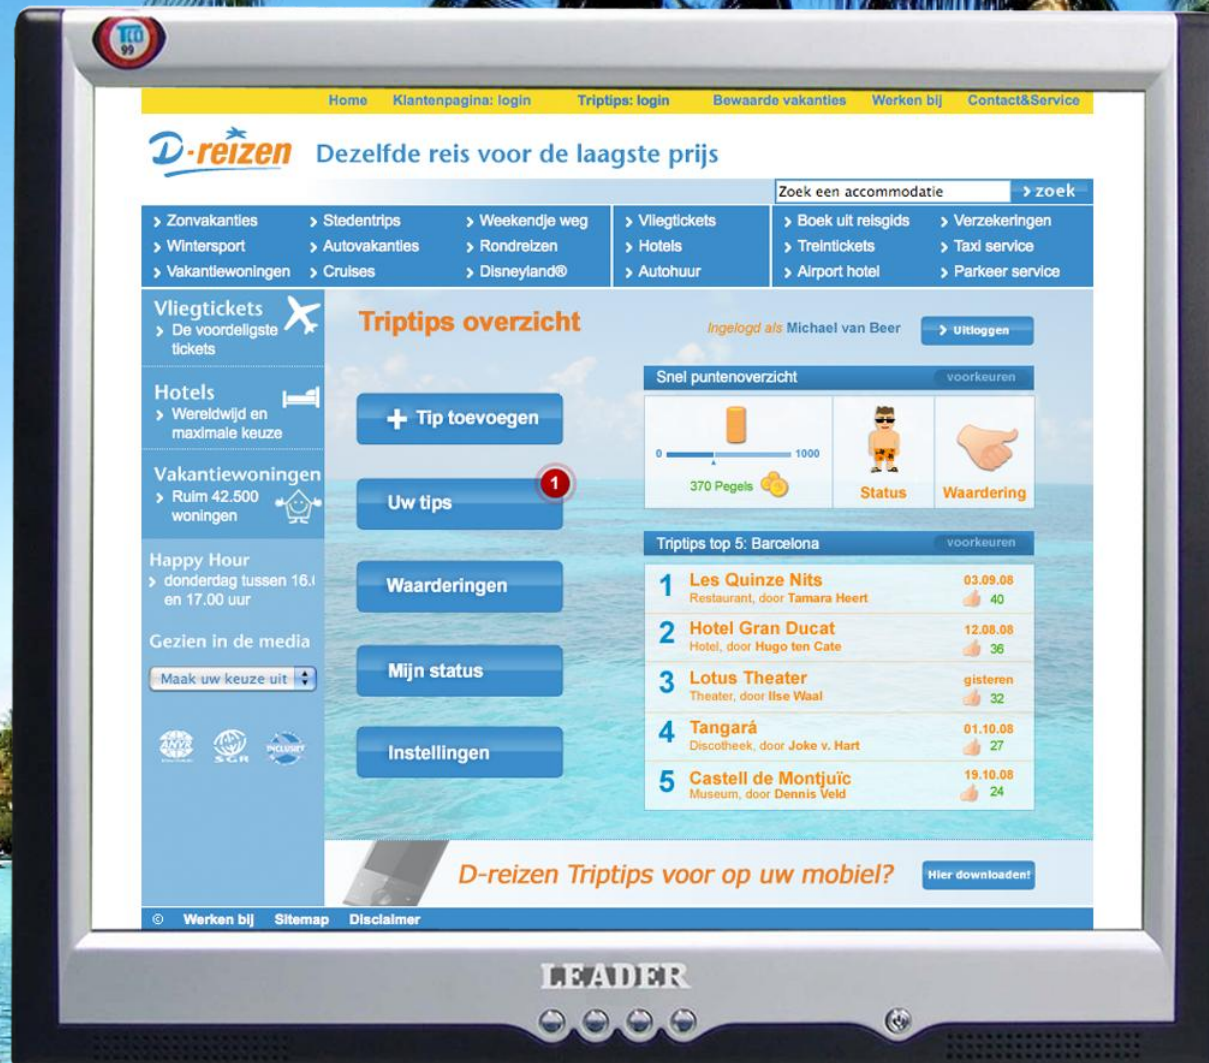 TCO
99
Home Klantenpagina: login Triptips: login Bewaarde vakanties Werken bij Contact&Service
D-reizen Dezelfde reis voor de laagste prijs
Zoek een accommodatie zoek
Zonvakanties Stedentrips Weekendje weg Vliegtickets Boek uit reisgids Verzekeringen
Wintersport Autovakanties Rondreizen Hotels Treintickets Taxi service
Vakantiewoningen Cruises Disneyland® Autohuur Airport hotel Parkeer service
Vliegtickets
De voordeligste
tickets
Hotels
Wereldwijd en
maximale keuze
Vakantiewoningen
Ruim 42.500
woningen
Happy Hour
donderdag tussen 16.
en 17.00 uur
Gezien in de media
Maak uw keuze uit
ANVR SGR INCLUSIEF
Triptips overzicht
Ingelogd als Michael van Beer Uitloggen
+ Tip toevoegen
Uw tips
1
Waarderingen
Mijn status
Instellingen
Snel puntenoverzicht voorkeuren
0 1000
370 Pegels
Status
Waardering
Triptips top 5: Barcelona voorkeuren
1 Les Quinze Nits 03.09.08
Restaurant, door Tamara Heert 40
2 Hotel Gran Ducat 12.08.08
Hotel, door Hugo ten Cate 36
3 Lotus Theater gisteren
Theater, door Ilse Waal 32
4 Tangará 01.10.08
Discotheek, door Joke v. Hart 27
5 Castell de Montjuïc 19.10.08
Museum, door Dennis Veld 24
D-reizen Triptips voor op uw mobiel? Hier downloaden!
© Werken bij Sitemap Disclaimer
LEADER